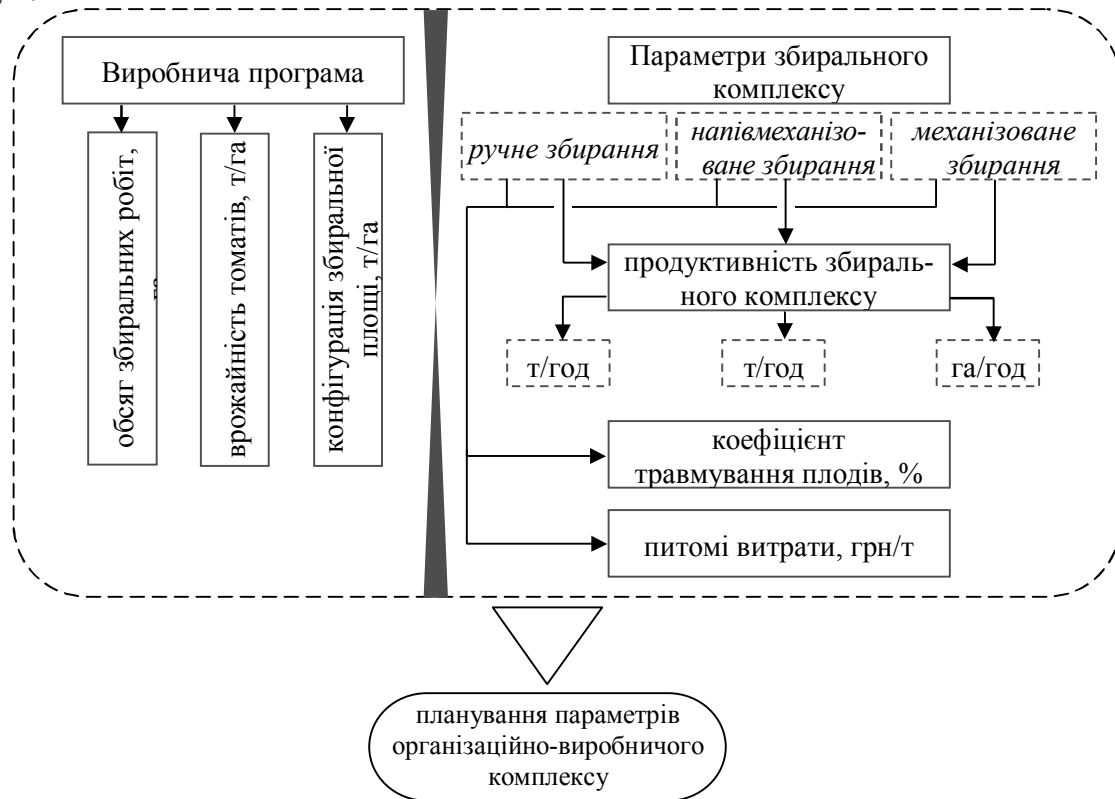 Виробнича програма
обсяг збиральних робіт,
врожайність томатів, т/га
конфігурація збиральної
площі, т/га
Параметри збирального
комплексу
ручне збирання
напівмеханізо-
ване збирання
механізоване
збирання
продуктивність збираль-
ного комплексу
т/год
т/год
га/год
коефіцієнт
травмування плодів, %
питомі витрати, грн/т
планування параметрів
організаційно-виробничого
комплексу